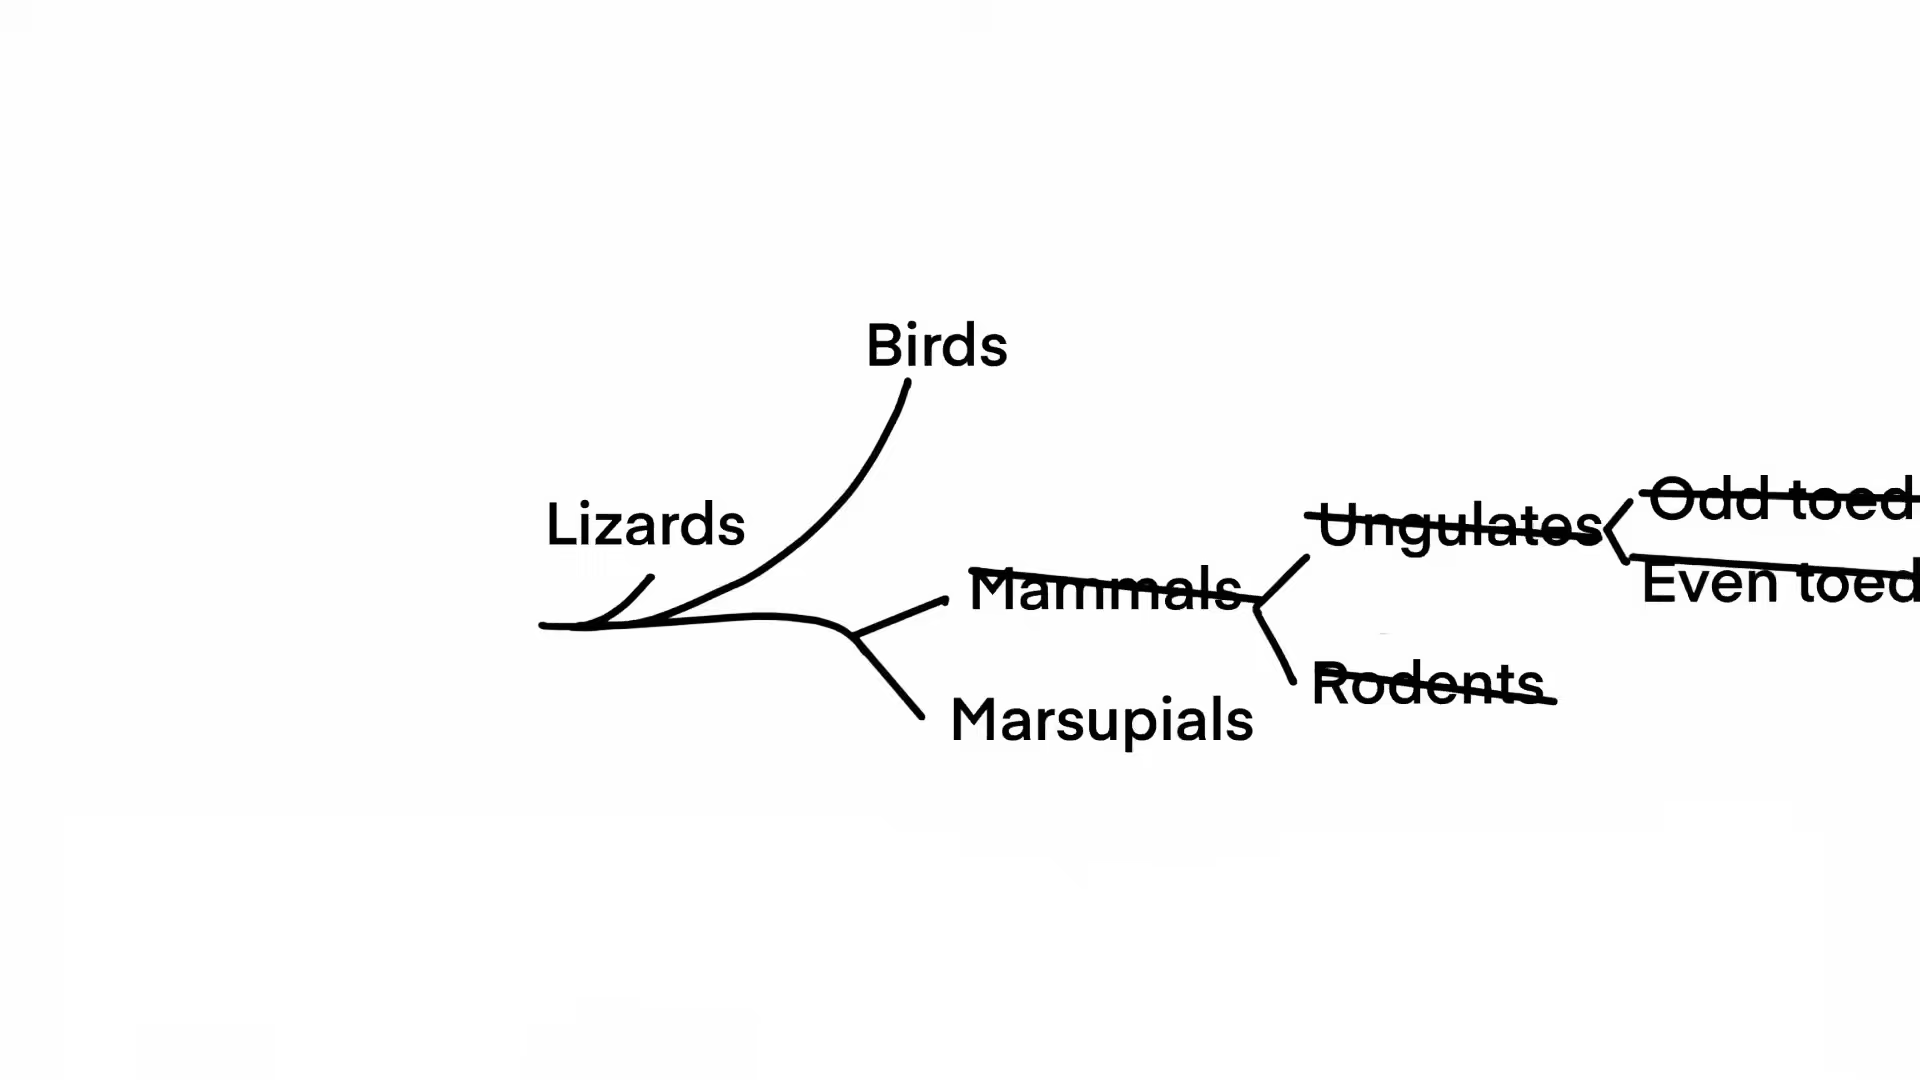 Birds
Lizards
Mammals
Marsupials
Ungulates
Rodents
Odd toed
Even toed